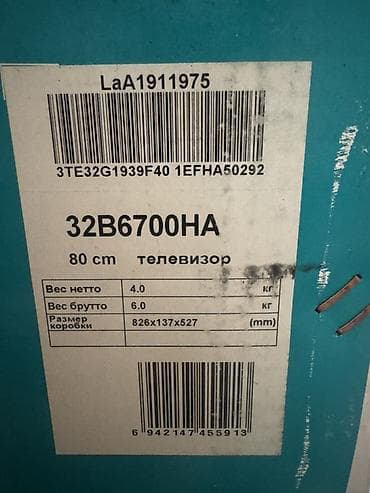 LaA1911975
3TE32G1939F40 1EFHA50292
32B6700HA
80 cm телевизор
Вес нетто 4.0 кг
Вес брутто 6.0 кг
Размер коробки 826x137x527 (mm)
6 942147 455913